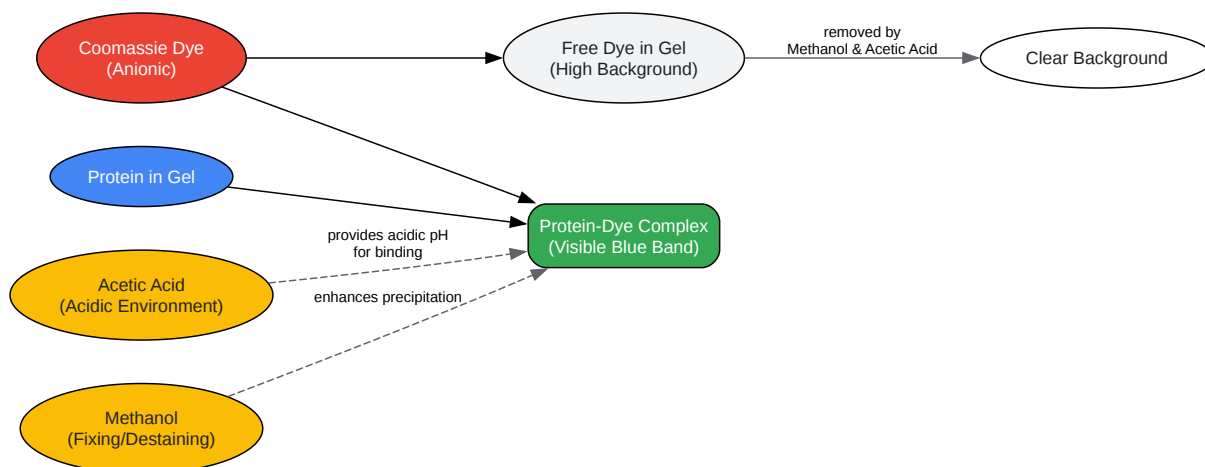 Coomassie Dye
(Anionic)
Free Dye in Gel
(High Background)
removed by
Methanol & Acetic Acid
Clear Background
Protein in Gel
Protein-Dye Complex
(Visible Blue Band)
provides acidic pH
for binding
Acetic Acid
(Acidic Environment)
enhances precipitation
Methanol
(Fixing/Destaining)